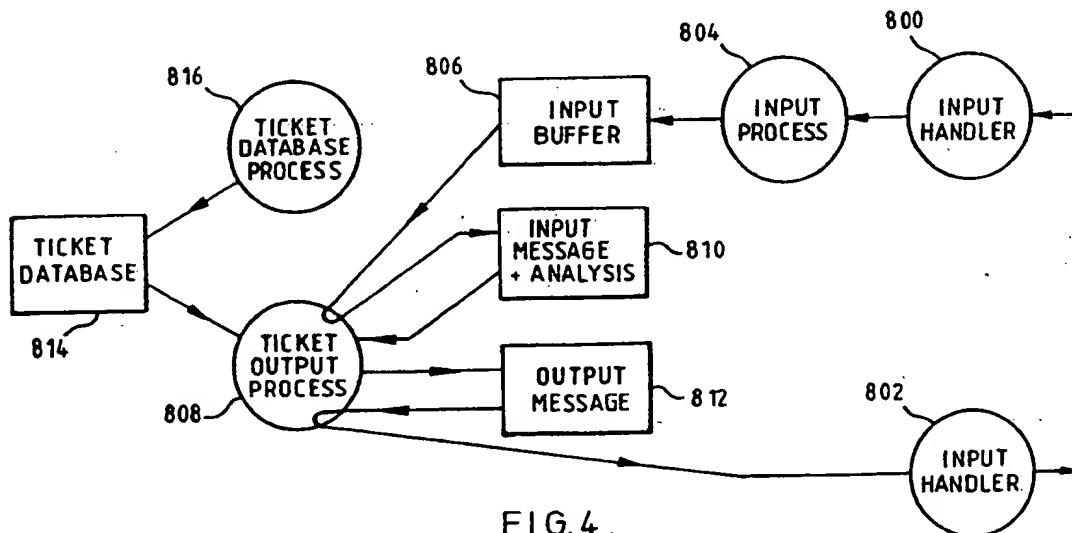 800
804
806
816
INPUT
HANDLER
INPUT
PROCESS
INPUT
BUFFER
TICKET
DATABASE
PROCESS
INPUT
MESSAGE
+ ANALYSIS
810
TICKET
DATABASE
814
TICKET
OUTPUT
PROCESS
808
OUTPUT
MESSAGE
812
802
INPUT
HANDLER.
FIG. 4.